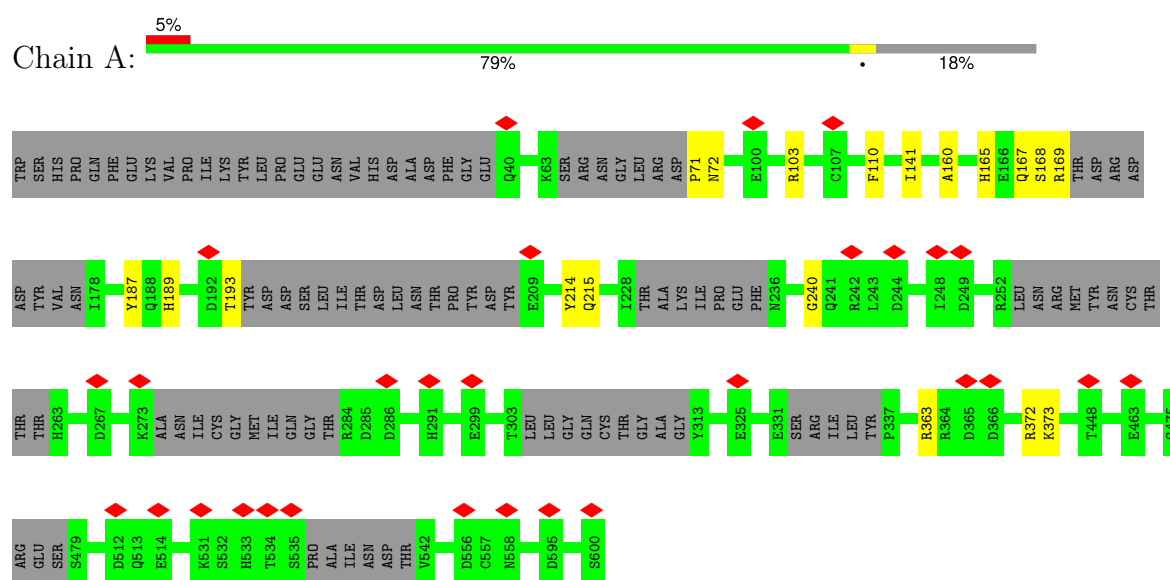 5%
Chain A:
79% • 18%
TRP SER HIS PRO GLN PHE GLU LYS VAL PRO ILE LYS TYR LEU PRO GLU GLU ASN VAL HIS ASP ALA ASP PHE GLY GLU Q40 K63 SER ARG ASN GLY LEU ARG ASP P71 N72 E100 R103 C107 F110 I141 A160 H165 E166 Q167 S168 R169 THR ASP ARG ASP
ASP TYR VAL ASN I178 Y187 Q188 H189 D192 T193 TYR ASP ASP SER LEU ILE THR ASP LEU ASN THR PRO TYR ASP TYR E209 Y214 Q215 I228 THR ALA LYS ILE PRO GLU PHE N236 G240 Q241 R242 L243 D244 I248 D249 R252 LEU ASN ARG MET TYR ASN CYS THR
THR THR H263 D267 K273 ALA ASN ILE CYS GLY MET ILE GLN GLY THR R284 D285 D286 H291 E299 T303 LEU LEU GLY GLN CYS THR GLY ALA GLY Y313 E325 E331 SER ARG ILE LEU TYR P337 R363 R364 D365 D366 R372 K373 T448 E463
ARG GLU SER S479 D512 Q513 E514 K531 S532 H533 T534 S535 PRO ALA ILE ASN ASP THR V542 D556 C557 N558 D595 S600